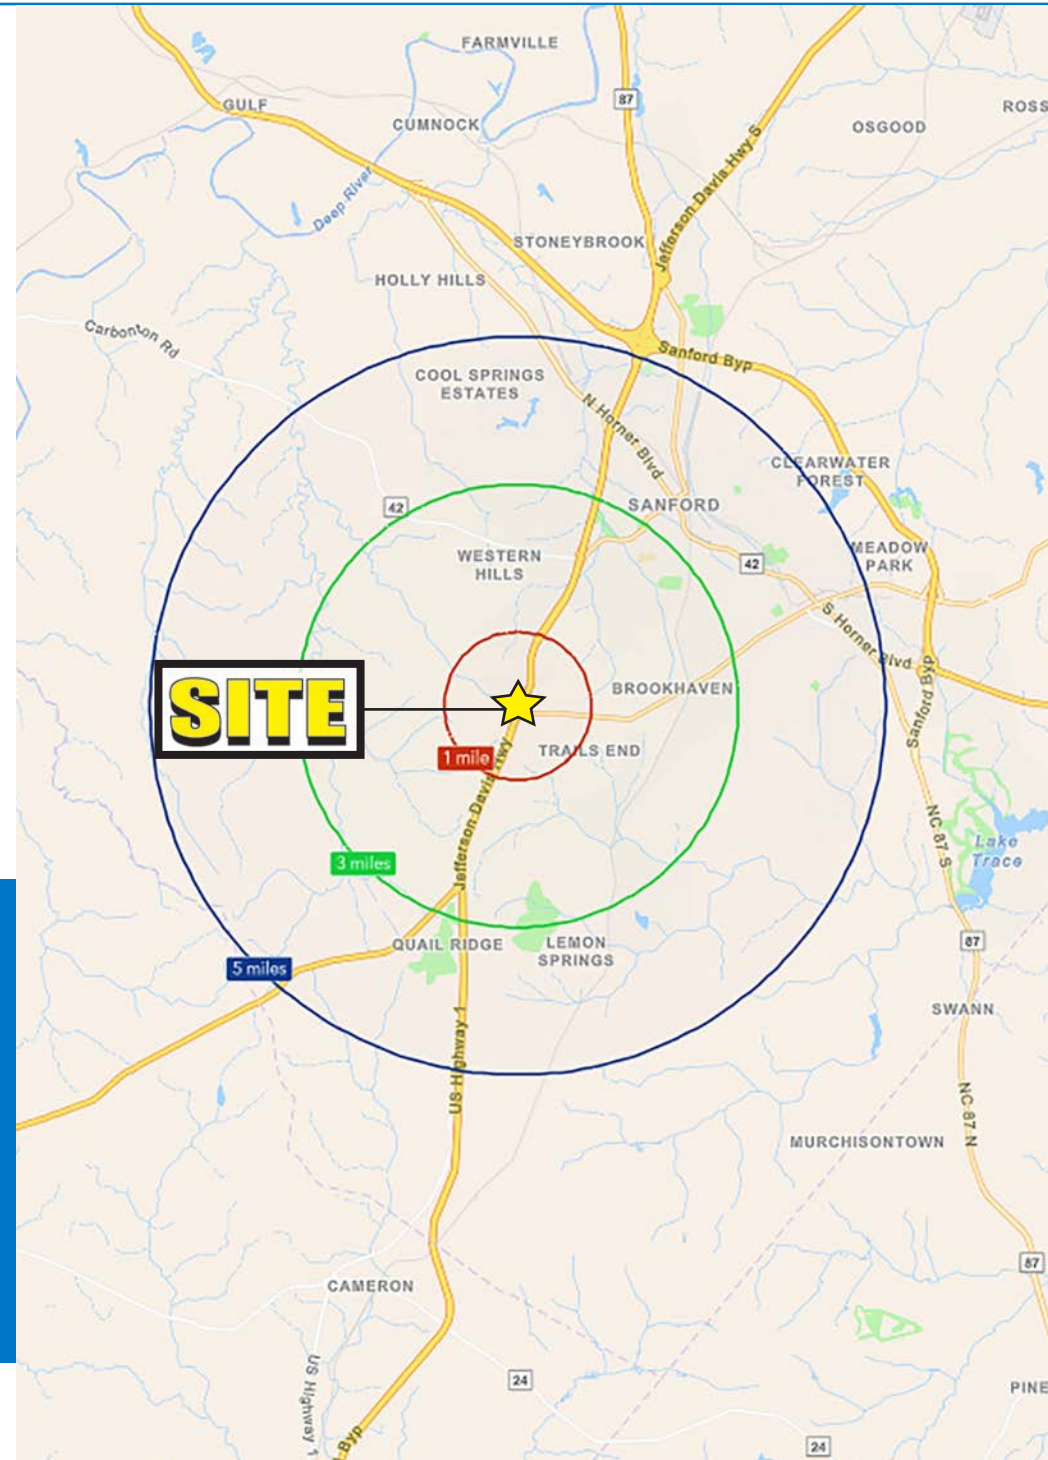 FARMVILLE
87
GULF
ROSS
CUMNOCK
OSGOOD
Jefferson Davis Hwy S
Deep River
STONEYBROOK
HOLLY HILLS
Carbonton Rd
Sanford Byp
COOL SPRINGS
ESTATES
N Horner Blvd
CLEARWATER
FOREST
42
SANFORD
WESTERN
HILLS
MEADOW
PARK
42
S Horner Blvd
SITE
BROOKHAVEN
Sanford Byp
1 mile
TRAILS END
Jefferson Davis Hwy
NC 87 S
Lake
Trace
3 miles
QUAIL RIDGE
LEMON
SPRINGS
87
5 miles
SWANN
US Highway 1
NC-87 N
MURCHISONTOWN
87
CAMERON
24
US Highway 1
PINE
Byp
24